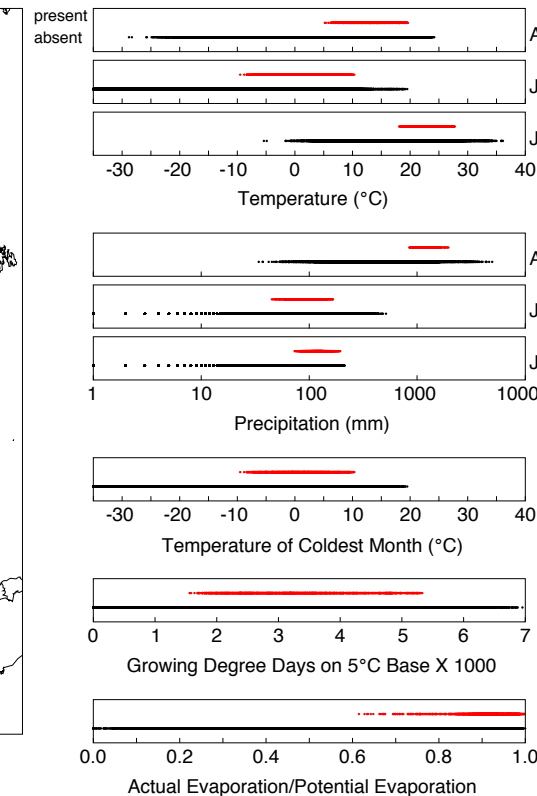 present
absent
A
J
J
-30 -20 -10 0 10 20 30 40
Temperature (°C)
A
J
J
1 10 100 1000 1000
Precipitation (mm)
-30 -20 -10 0 10 20 30 40
Temperature of Coldest Month (°C)
0 1 2 3 4 5 6 7
Growing Degree Days on 5°C Base X 1000
0.0 0.2 0.4 0.6 0.8 1.0
Actual Evaporation/Potential Evaporation